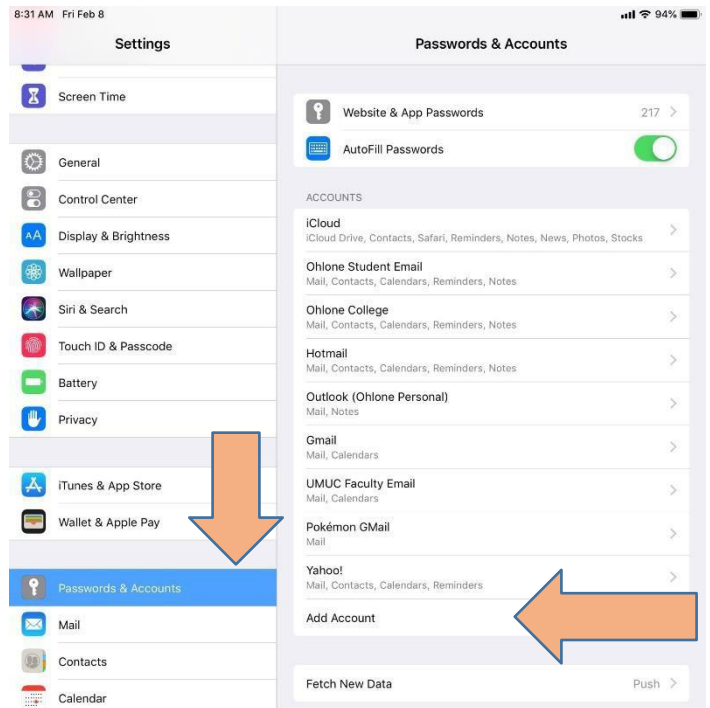 8:31 AM Fri Feb 8
94%
Settings
Screen Time
General
Control Center
AA Display & Brightness
Wallpaper
Siri & Search
Touch ID & Passcode
Battery
Privacy
iTunes & App Store
Wallet & Apple Pay
Passwords & Accounts
Mail
Contacts
Calendar
Passwords & Accounts
Website & App Passwords 217
AutoFill Passwords
ACCOUNTS
iCloud
iCloud Drive, Contacts, Safari, Reminders, Notes, News, Photos, Stocks
Ohlone Student Email
Mail, Contacts, Calendars, Reminders, Notes
Ohlone College
Mail, Contacts, Calendars, Reminders, Notes
Hotmail
Mail, Contacts, Calendars, Reminders, Notes
Outlook (Ohlone Personal)
Mail, Notes
Gmail
Mail, Calendars
UMUC Faculty Email
Mail, Calendars
Pokémon GMail
Mail
Yahoo!
Mail, Contacts, Calendars, Reminders
Add Account
Fetch New Data Push